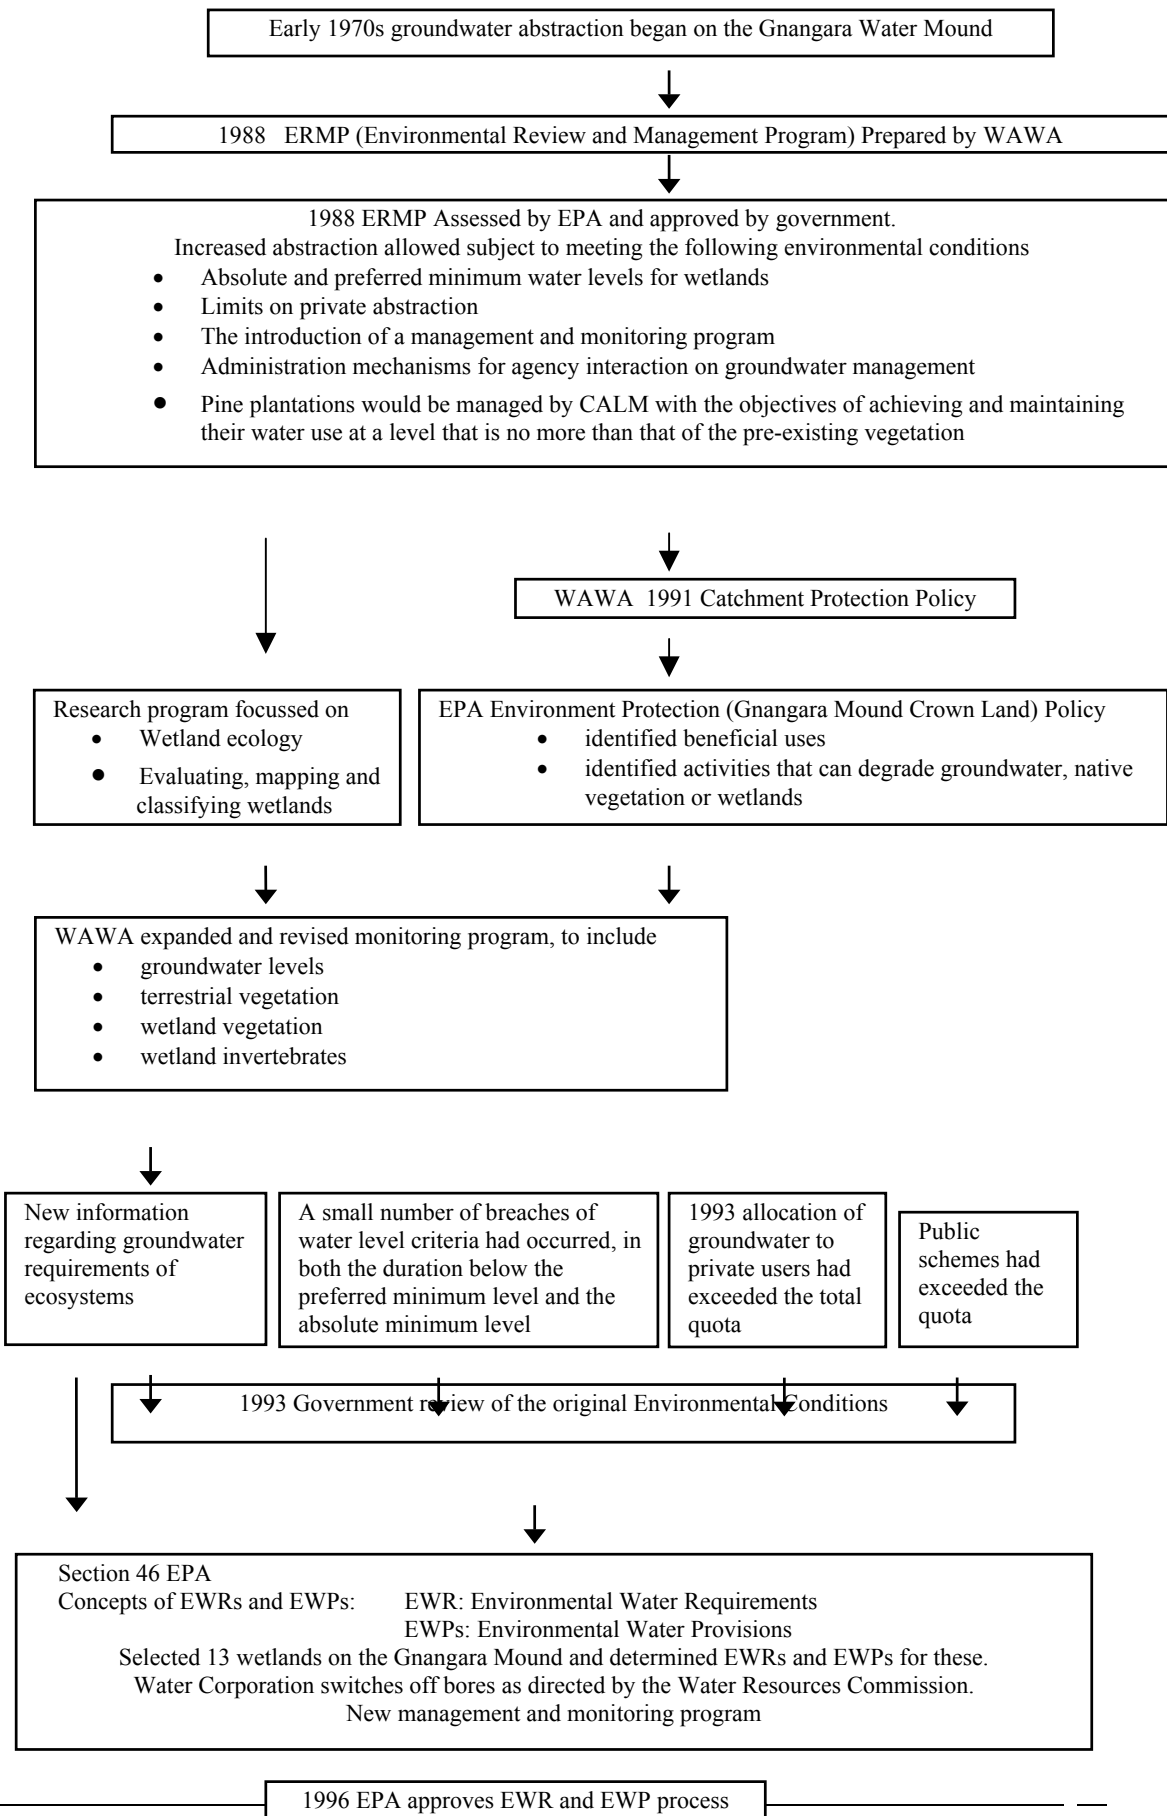 Early 1970s groundwater abstraction began on the Gnangara Water Mound
1988 ERMP (Environmental Review and Management Program) Prepared by WAWA
1988 ERMP Assessed by EPA and approved by government.
Increased abstraction allowed subject to meeting the following environmental conditions
• Absolute and preferred minimum water levels for wetlands
• Limits on private abstraction
• The introduction of a management and monitoring program
• Administration mechanisms for agency interaction on groundwater management
• Pine plantations would be managed by CALM with the objectives of achieving and maintaining
their water use at a level that is no more than that of the pre-existing vegetation
WAWA 1991 Catchment Protection Policy
Research program focussed on
• Wetland ecology
• Evaluating, mapping and
classifying wetlands
EPA Environment Protection (Gnangara Mound Crown Land) Policy
• identified beneficial uses
• identified activities that can degrade groundwater, native
vegetation or wetlands
WAWA expanded and revised monitoring program, to include
• groundwater levels
• terrestrial vegetation
• wetland vegetation
• wetland invertebrates
New information
regarding groundwater
requirements of
ecosystems
A small number of breaches of
water level criteria had occurred, in
both the duration below the
preferred minimum level and the
absolute minimum level
1993 allocation of
groundwater to
private users had
exceeded the total
quota
Public
schemes had
exceeded the
quota
1993 Government review of the original Environmental Conditions
Section 46 EPA
Concepts of EWRs and EWPs: EWR: Environmental Water Requirements
EWPs: Environmental Water Provisions
Selected 13 wetlands on the Gnangara Mound and determined EWRs and EWPs for these.
Water Corporation switches off bores as directed by the Water Resources Commission.
New management and monitoring program
1996 EPA approves EWR and EWP process